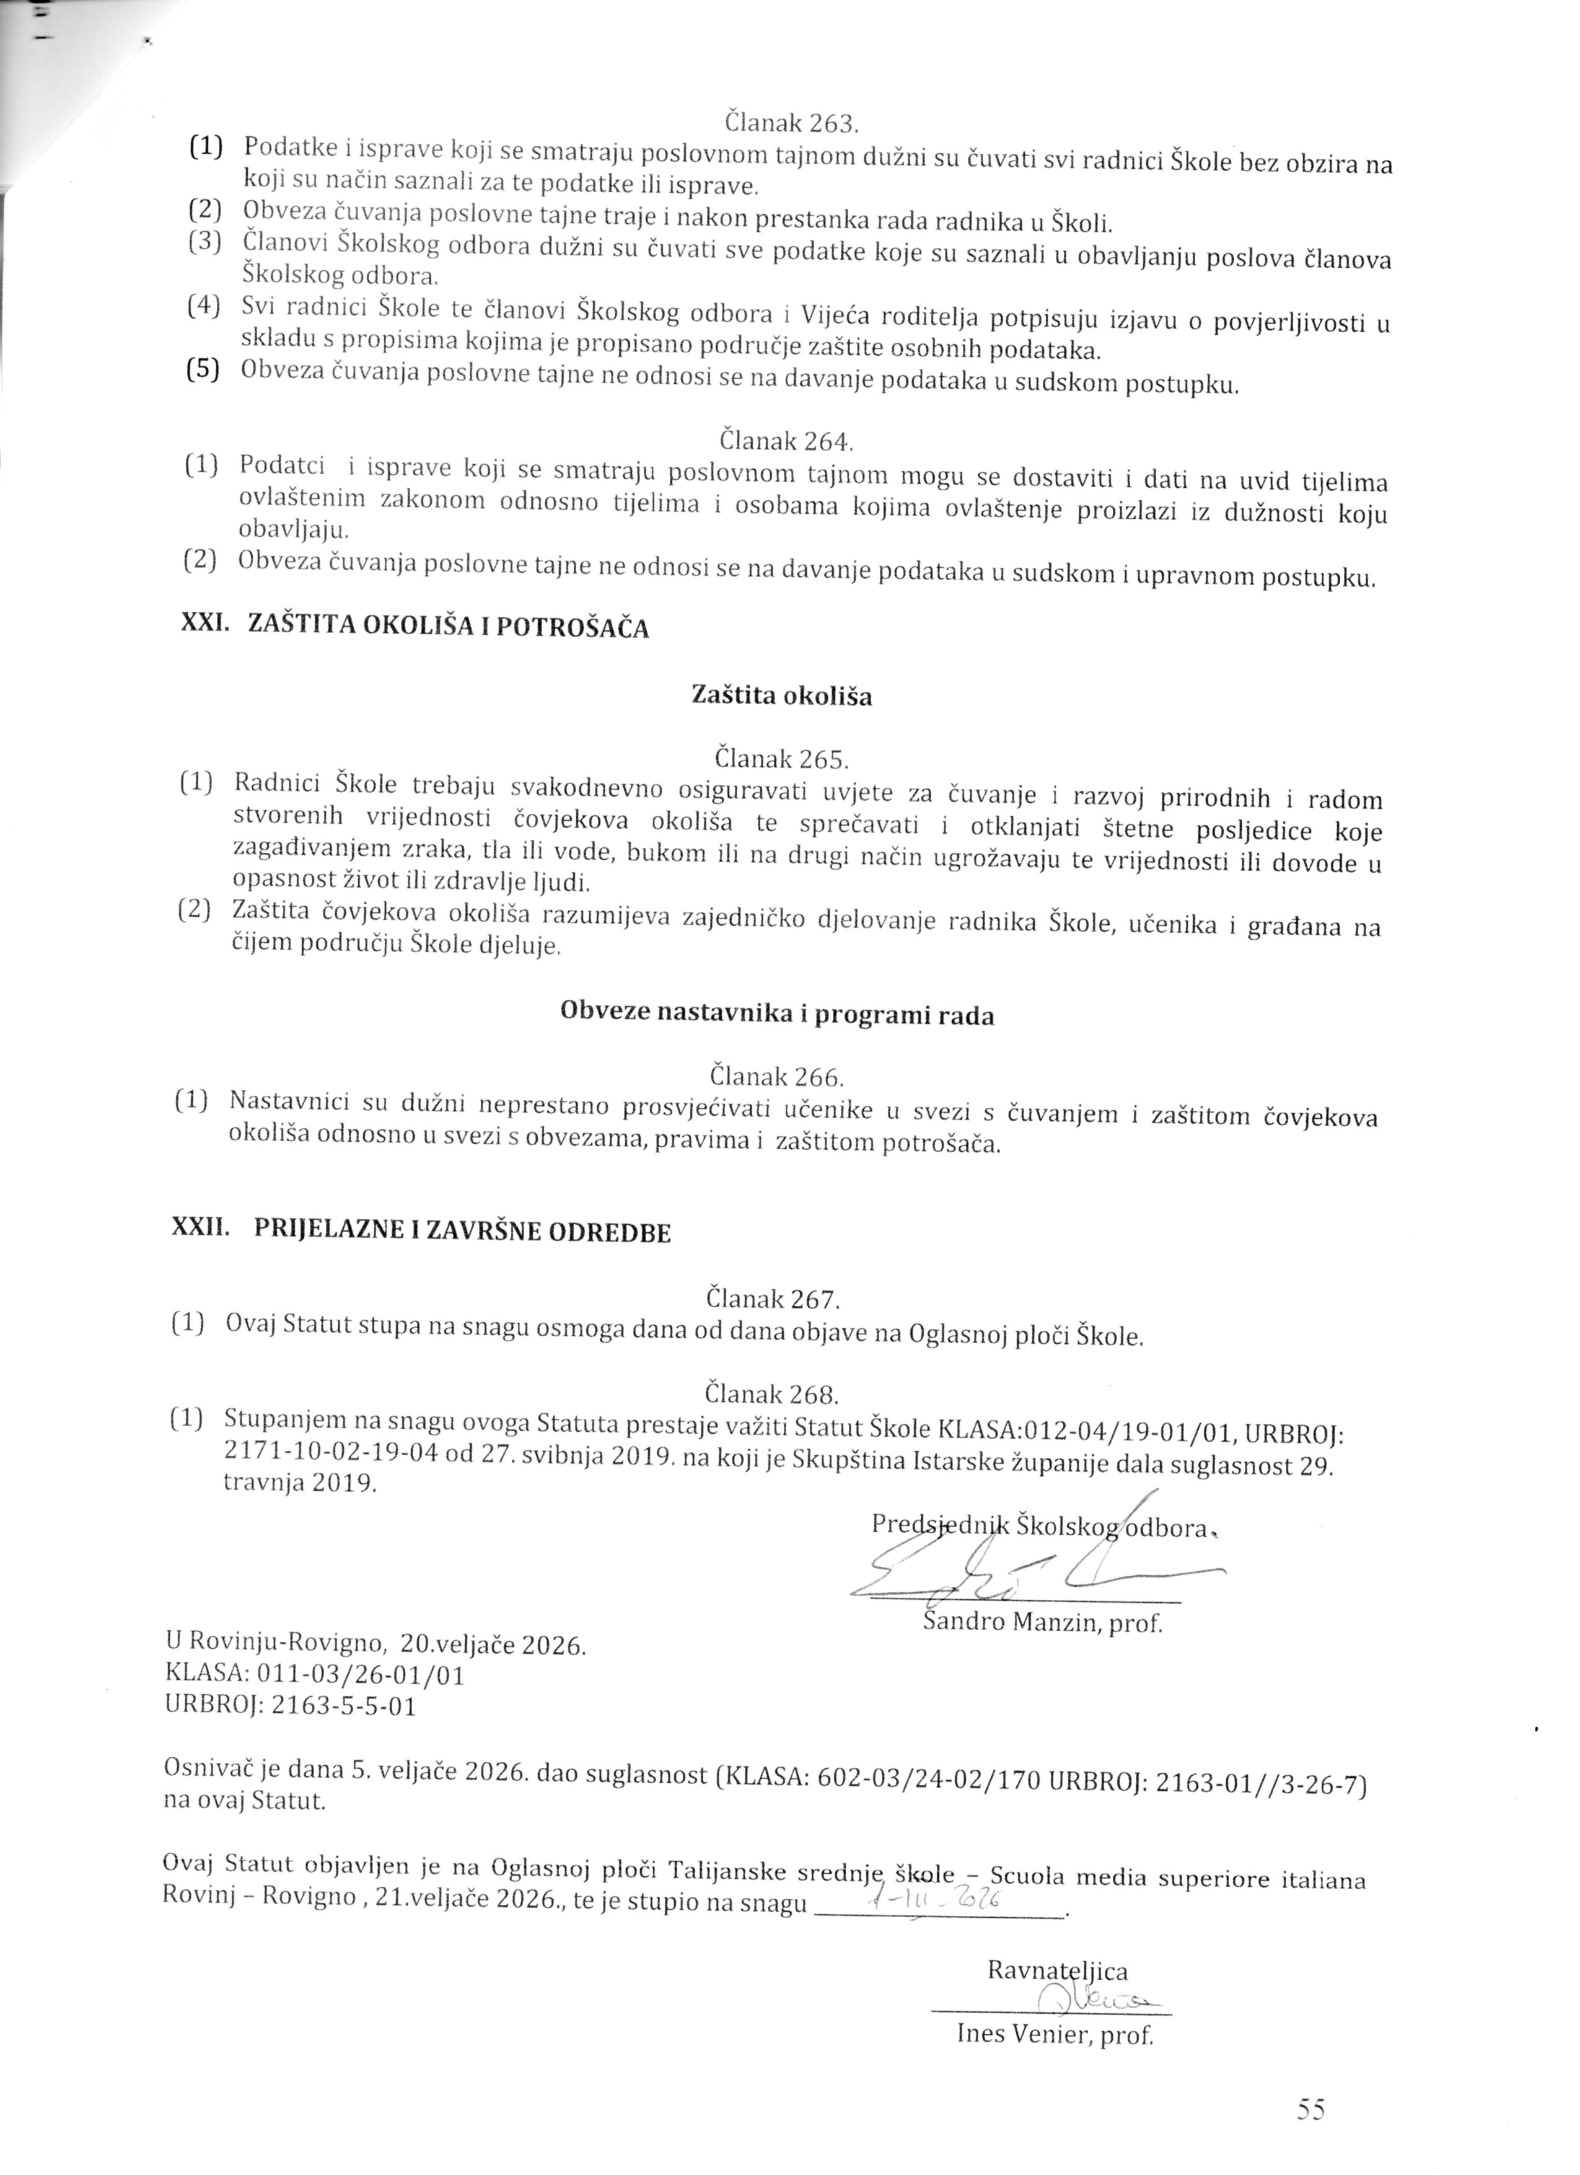 Članak 263.
(1) Podatke i isprave koji se smatraju poslovnom tajnom dužni su čuvati svi radnici Škole bez obzira na
koji su način saznali za te podatke ili isprave.
(2) Obveza čuvanja poslovne tajne traje i nakon prestanka rada radnika u Školi.
(3) Članovi Školskog odbora dužni su čuvati sve podatke koje su saznali u obavljanju poslova članova
Školskog odbora.
(4) Svi radnici Škole te članovi Školskog odbora i Vijeća roditelja potpisuju izjavu o povjerljivosti u
skladu s propisima kojima je propisano područje zaštite osobnih podataka.
(5) Obveza čuvanja poslovne tajne ne odnosi se na davanje podataka u sudskom postupku.
Članak 264.
(1) Podatci i isprave koji se smatraju poslovnom tajnom mogu se dostaviti i dati na uvid tijelima
ovlaštenim zakonom odnosno tijelima i osobama kojima ovlaštenje proizlazi iz dužnosti koju
obavljaju.
(2) Obveza čuvanja poslovne tajne ne odnosi se na davanje podataka u sudskom i upravnom postupku.
XXI. ZAŠTITA OKOLIŠA I POTROŠAČA
Zaštita okoliša
Članak 265.
(1) Radnici Škole trebaju svakodnevno osiguravati uvjete za čuvanje i razvoj prirodnih i radom
stvorenih vrijednosti čovjekova okoliša te sprečavati i otklanjati štetne posljedice koje
zagađivanjem zraka, tla ili vode, bukom ili na drugi način ugrožavaju te vrijednosti ili dovode u
opasnost život ili zdravlje ljudi.
(2) Zaštita čovjekova okoliša razumijeva zajedničko djelovanje radnika Škole, učenika i građana na
čijem području Škole djeluje.
Obveze nastavnika i programi rada
Članak 266.
(1) Nastavnici su dužni neprestano prosvjećivati učenike u svezi s čuvanjem i zaštitom čovjekova
okoliša odnosno u svezi s obvezama, pravima i zaštitom potrošača.
XXII. PRIJELAZNE I ZAVRŠNE ODREDBE
Članak 267.
(1) Ovaj Statut stupa na snagu osmoga dana od dana objave na Oglasnoj ploči Škole.
Članak 268.
(1) Stupanjem na snagu ovoga Statuta prestaje važiti Statut Škole KLASA:012-04/19-01/01, URBROJ:
2171-10-02-19-04 od 27. svibnja 2019. na koji je Skupština Istarske županije dala suglasnost 29.
travnja 2019.
Predsjednik Školskog odbora
Sandro Manzin, prof.
U Rovinju-Rovigno, 20.veljače 2026.
KLASA: 011-03/26-01/01
URBROJ: 2163-5-5-01
Osnivač je dana 5. veljače 2026. dao suglasnost (KLASA: 602-03/24-02/170 URBROJ: 2163-01//3-26-7)
na ovaj Statut.
Ovaj Statut objavljen je na Oglasnoj ploči Talijanske srednje škole – Scuola media superiore italiana
Rovinj – Rovigno , 21.veljače 2026., te je stupio na snagu 1-III-2026.
Ravnateljica
Ines Venier, prof.
55